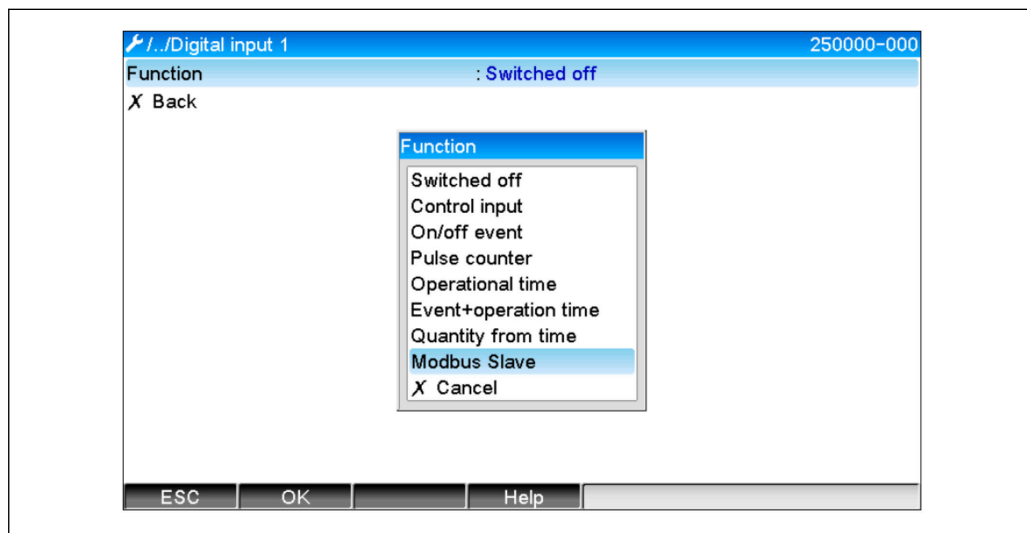 /../Digital input 1 250000-000
Function : Switched off
X Back
Function
Switched off
Control input
On/off event
Pulse counter
Operational time
Event+operation time
Quantity from time
Modbus Slave
X Cancel
ESC OK Help